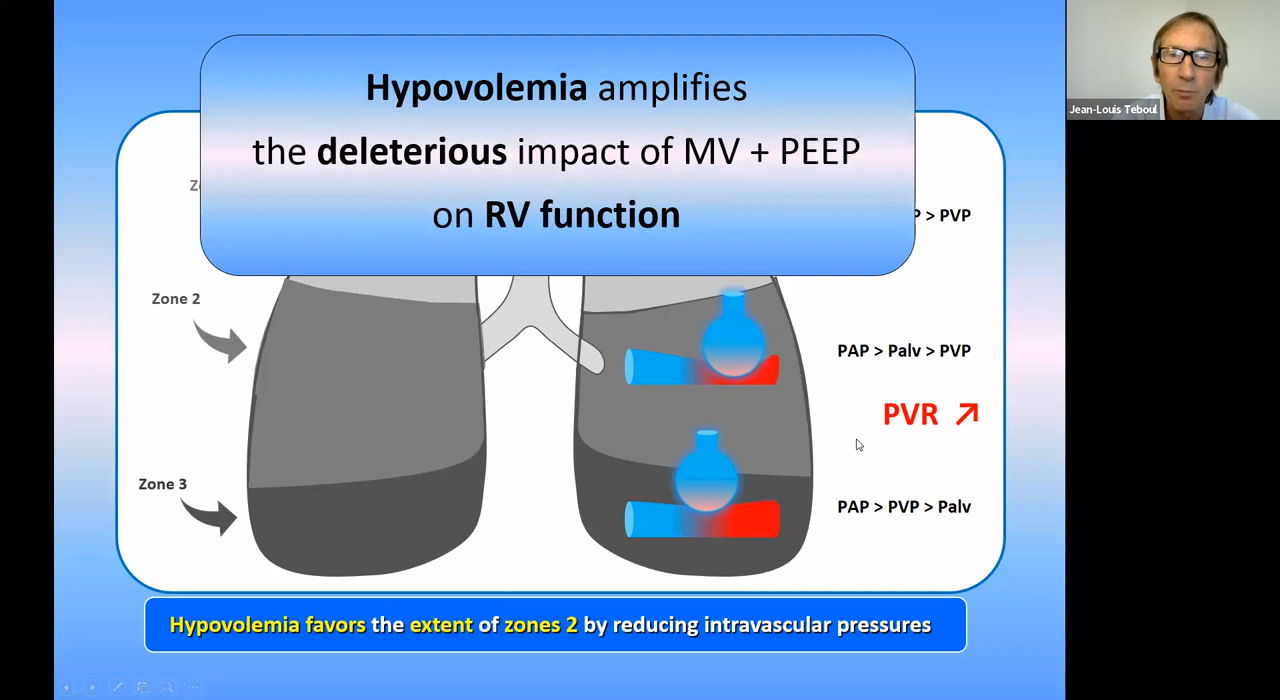 Hypovolemia amplifies
the deleterious impact of MV + PEEP
on RV function
Jean-Louis Teboul
> PVP
Zone 2
PAP > Palv > PVP
PVR
Zone 3
PAP > PVP > Palv
Hypovolemia favors the extent of zones 2 by reducing intravascular pressures